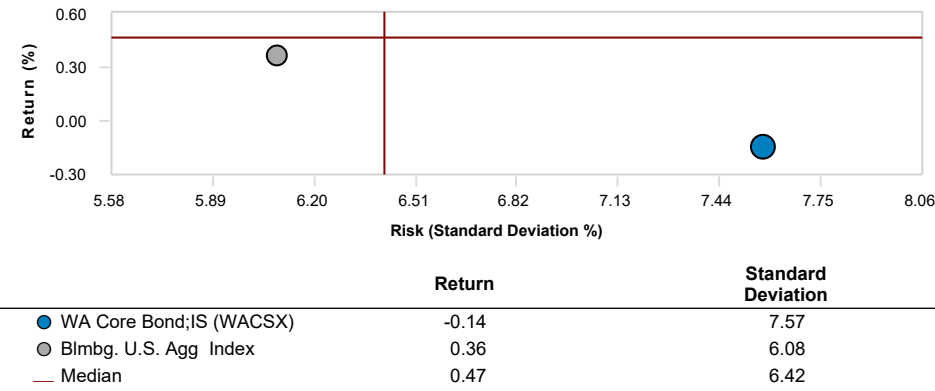 0.60
0.30
0.00
-0.30
Return (%)
5.58 5.89 6.20 6.51 6.82 7.13 7.44 7.75 8.06
Risk (Standard Deviation %)
Return Standard Deviation
WA Core Bond;IS (WACSX) -0.14 7.57
Blmbg. U.S. Agg Index 0.36 6.08
Median 0.47 6.42